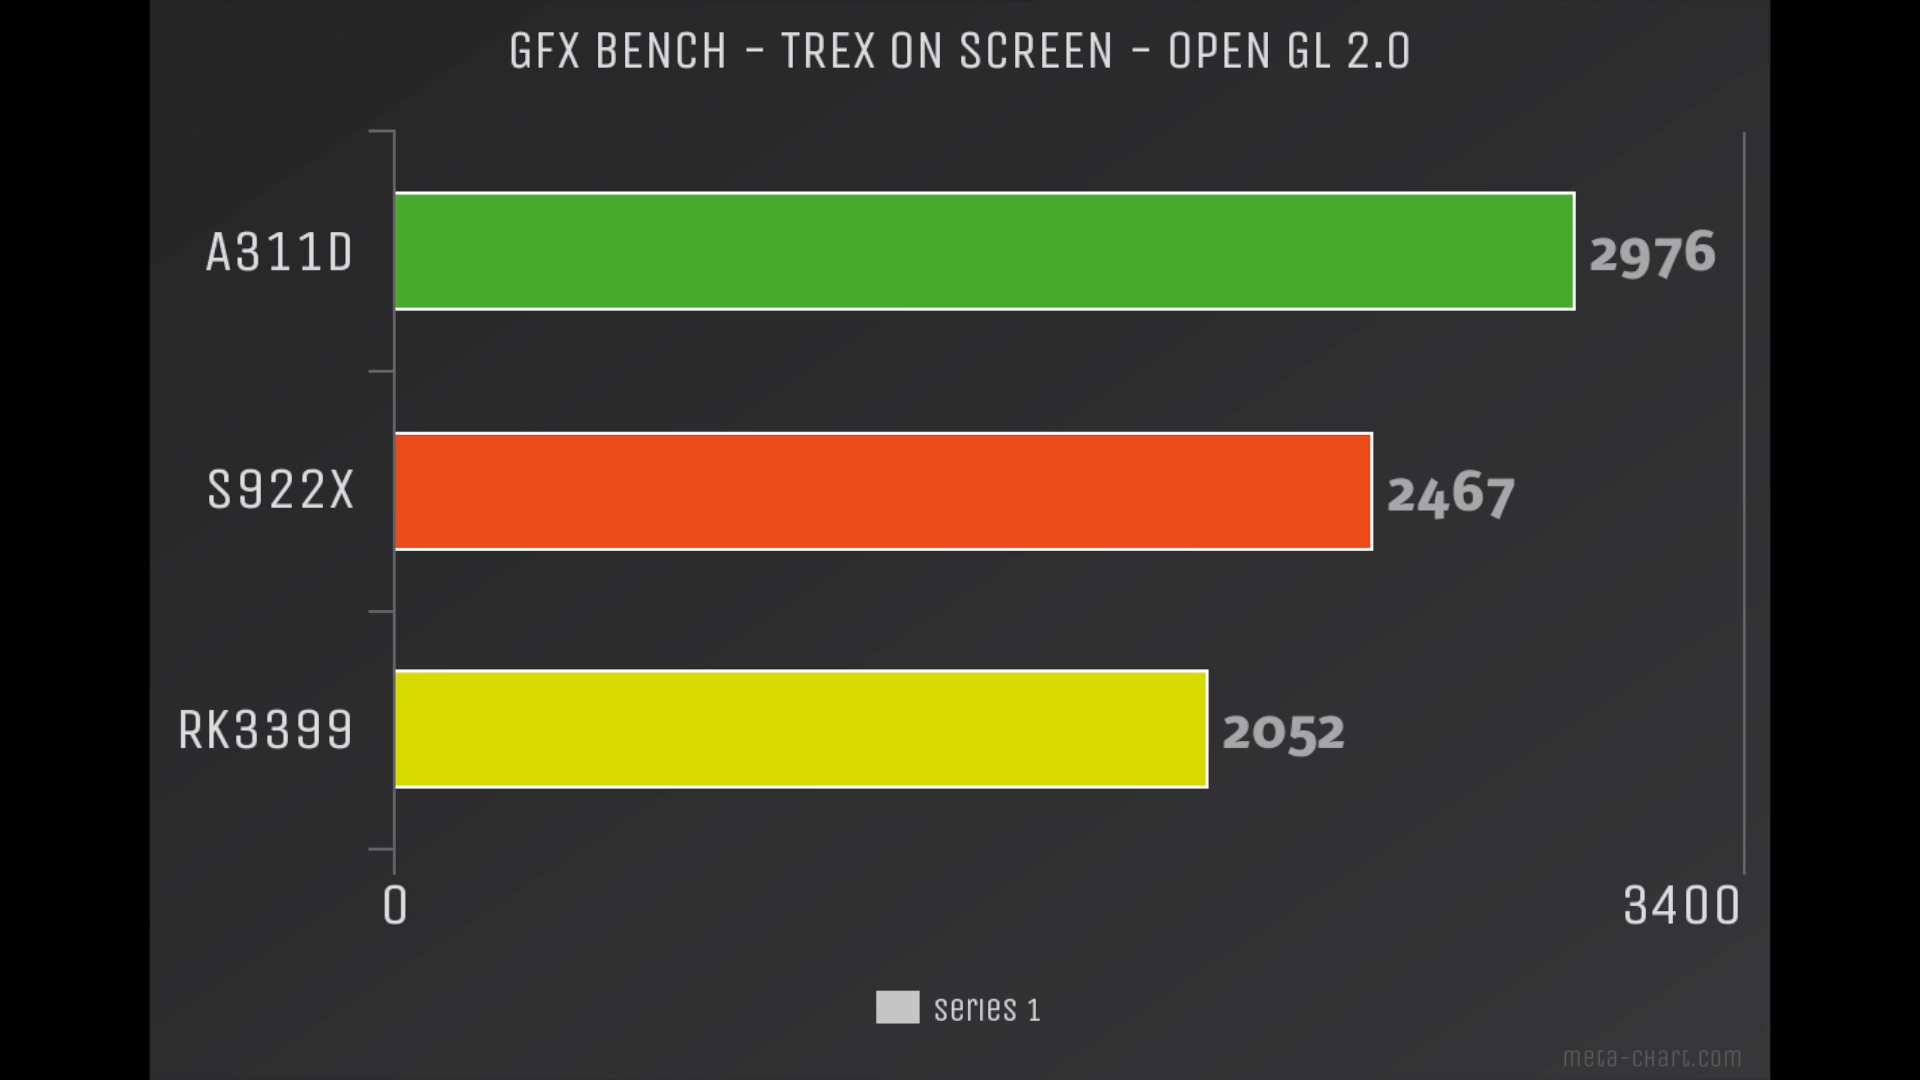 GFX BENCH - TREX ON SCREEN - OPEN GL 2.0
A311D
2976
S922X
2467
RK3399
2052
0
3400
series 1
meta-chart.com